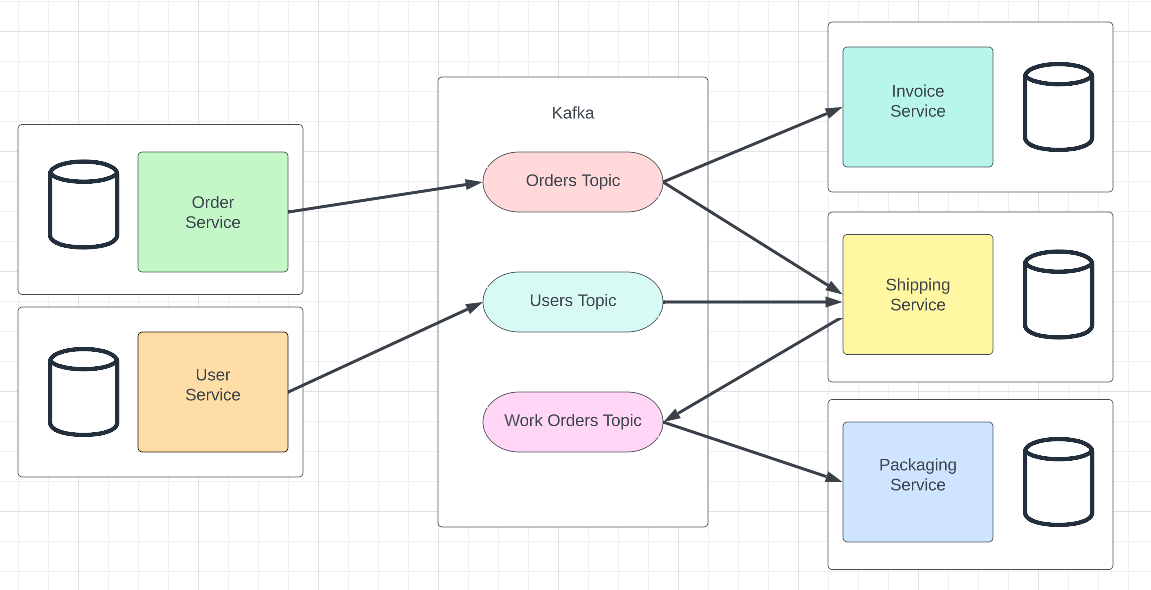 Kafka
Invoice
Service
Orders Topic
Order
Service
Users Topic
Shipping
Service
User
Service
Work Orders Topic
Packaging
Service